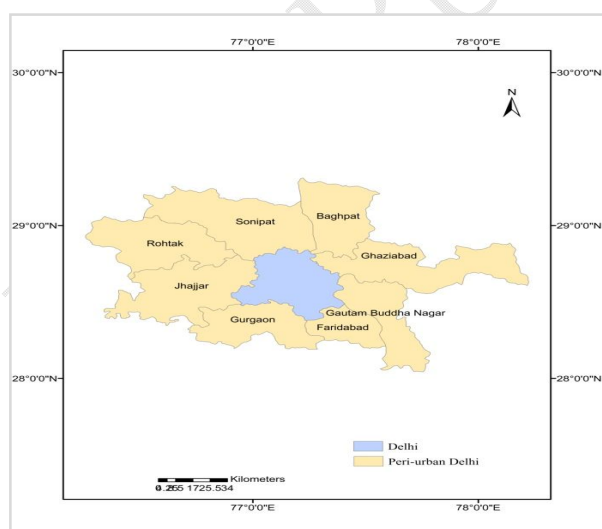 77°0'0"E 78°0'0"E
30°0'0"N 30°0'0"N
N
29°0'0"N 29°0'0"N
Baghpat
Sonipat
Rohtak
Ghaziabad
Jhajjar
Gautam Buddha Nagar
Gurgaon
Faridabad
28°0'0"N 28°0'0"N
Delhi
Peri-urban Delhi
Kilometers
77°0'0"E 78°0'0"E